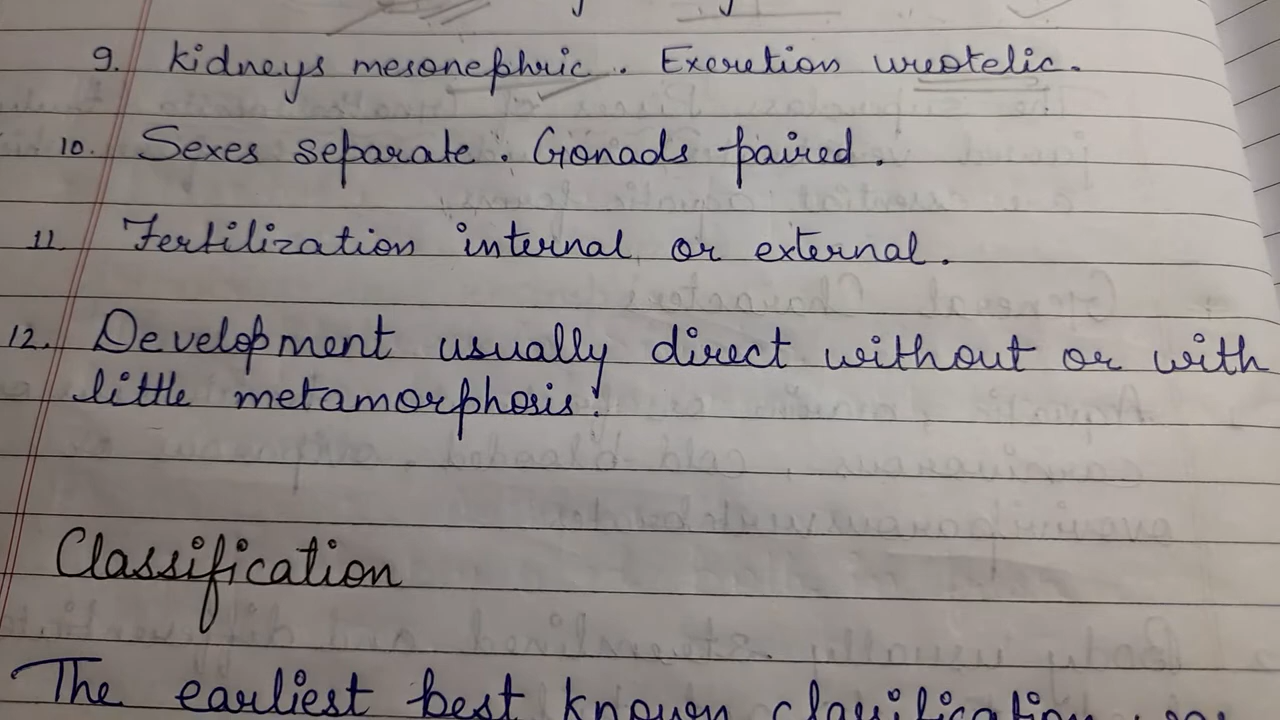 9. Kidneys mesonephric. Excretion ureotelic.
10. Sexes separate. Gonads paired.
11. Fertilization internal or external.
12. Development usually direct without or with
little metamorphosis.
Classification
The earliest best known classification